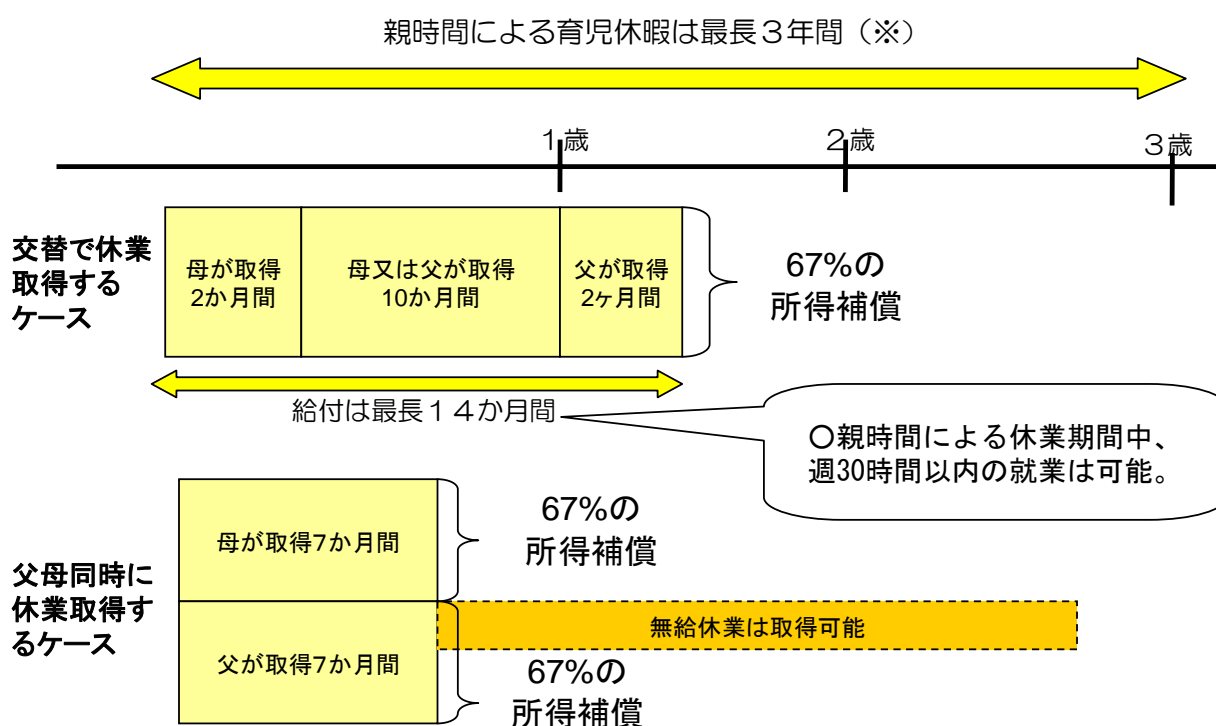 親時間による育児休暇は最長３年間（※）
１歳
２歳
３歳
交替で休業
取得する
ケース
母が取得
2か月間
母又は父が取得
10か月間
父が取得
2ヶ月間
67%の
所得補償
給付は最長１４か月間
〇親時間による休業期間中、
週30時間以内の就業は可能。
父母同時に
休業取得す
るケース
母が取得7か月間
67%の
所得補償
無給休業は取得可能
父が取得7か月間
67%の
所得補償